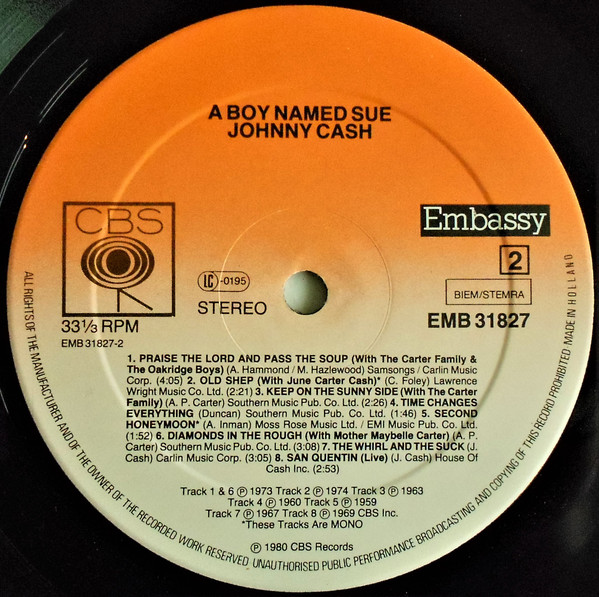 A BOY NAMED SUE
JOHNNY CASH
CBS
Embassy
2
LC-0195
STEREO
BIEM/STEMRA
33⅓ RPM
EMB 31827-2
EMB 31827
1. PRAISE THE LORD AND PASS THE SOUP (With The Carter Family &
The Oakridge Boys) (A. Hammond / M. Hazlewood) Samsongs / Carlin Music
Corp. (4:05) 2. OLD SHEP (With June Carter Cash)* (C. Foley) Lawrence
Wright Music Co. Ltd. (2:21) 3. KEEP ON THE SUNNY SIDE (With The Carter
Family) (A. P. Carter) Southern Music Pub. Co. Ltd. (2:26) 4. TIME CHANGES
EVERYTHING (Duncan) Southern Music Pub. Co. Ltd. (1:46) 5. SECOND
HONEYMOON* (A. Inman) Moss Rose Music Ltd. / EMI Music Pub. Co. Ltd.
(1:52) 6. DIAMONDS IN THE ROUGH (With Mother Maybelle Carter) (A. P.
Carter) Southern Music Pub. Co. Ltd. (3:08) 7. THE WHIRL AND THE SUCK (J.
Cash) Carlin Music Corp. (3:05) 8. SAN QUENTIN (Live) (J. Cash) House Of
Cash Inc. (2:53)
Track 1 & 6 ℗ 1973 Track 2 ℗ 1974 Track 3 ℗ 1963
Track 4 ℗ 1960 Track 5 ℗ 1959
Track 7 ℗ 1967 Track 8 ℗ 1969 CBS Inc.
*These Tracks Are MONO
℗ 1980 CBS Records
ALL RIGHTS OF THE MANUFACTURER AND OF THE OWNER OF THE RECORDED WORK RESERVED. UNAUTHORISED PUBLIC PERFORMANCE BROADCASTING AND COPYING OF THIS RECORD PROHIBITED MADE IN HOLLAND